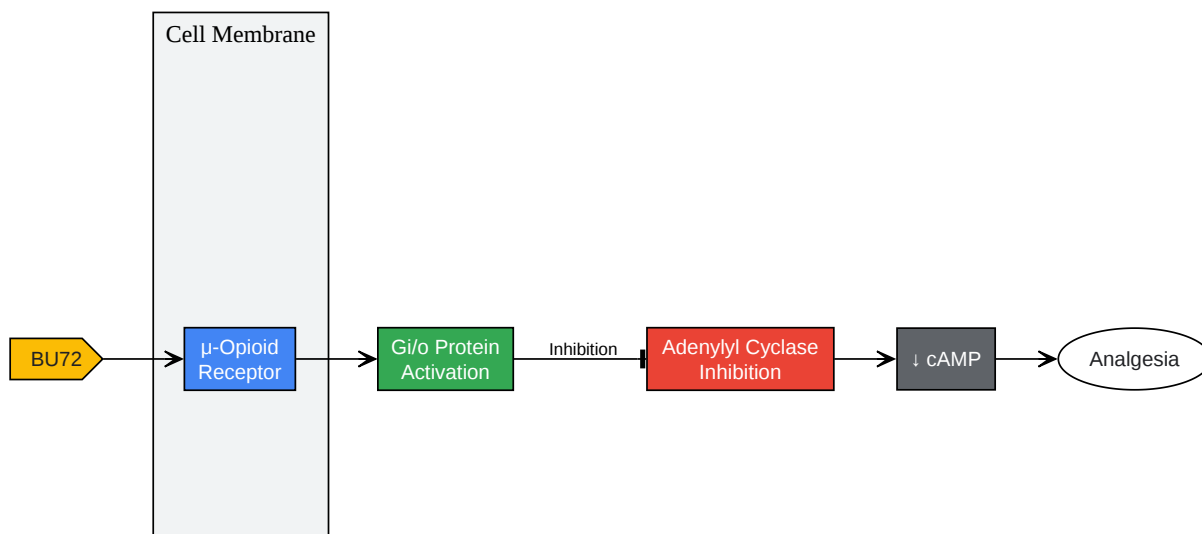 Cell Membrane
BU72
μ-Opioid
Receptor
Gi/o Protein
Activation
Inhibition
Adenylyl Cyclase
Inhibition
↓ cAMP
Analgesia